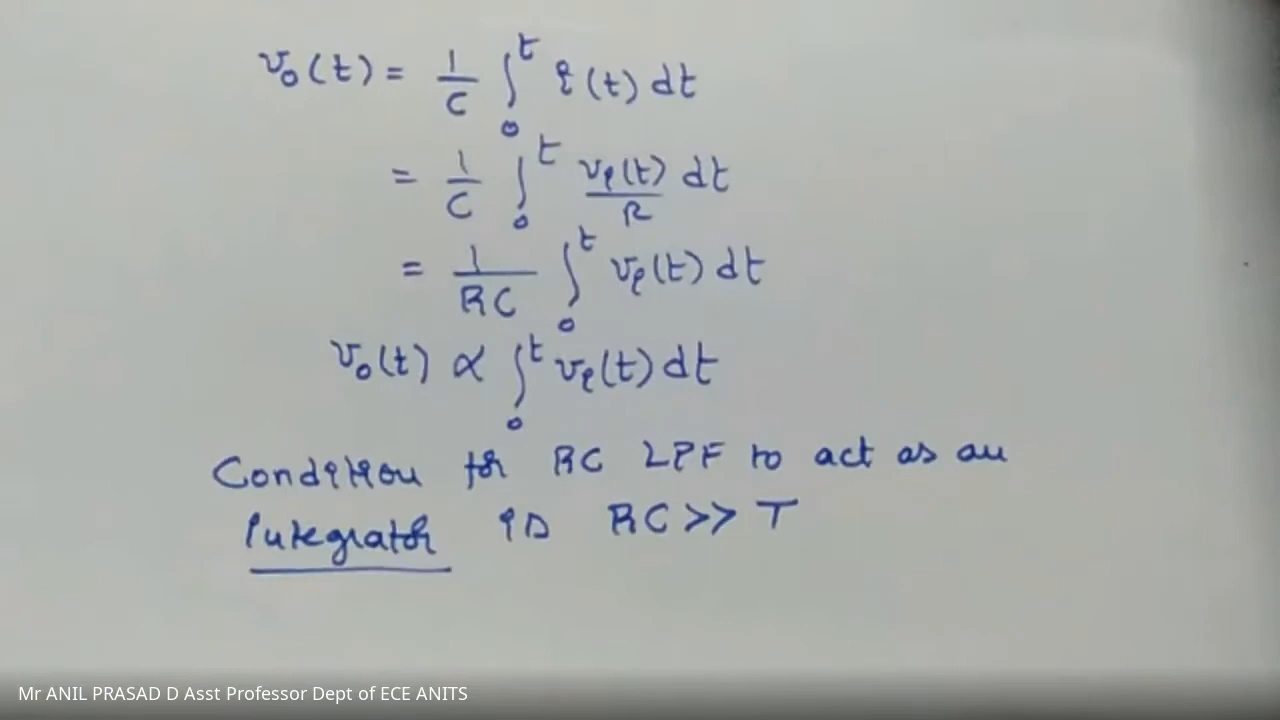 v₀(t) = 1/C ∫₀ᵗ i(t) dt
= 1/C ∫₀ᵗ vᵢ(t)/R dt
= 1/RC ∫₀ᵗ vᵢ(t) dt
v₀(t) ∝ ∫₀ᵗ vᵢ(t) dt
Condition for RC LPF to act as an
Integrator is RC >> T
Mr ANIL PRASAD D Asst Professor Dept of ECE ANITS